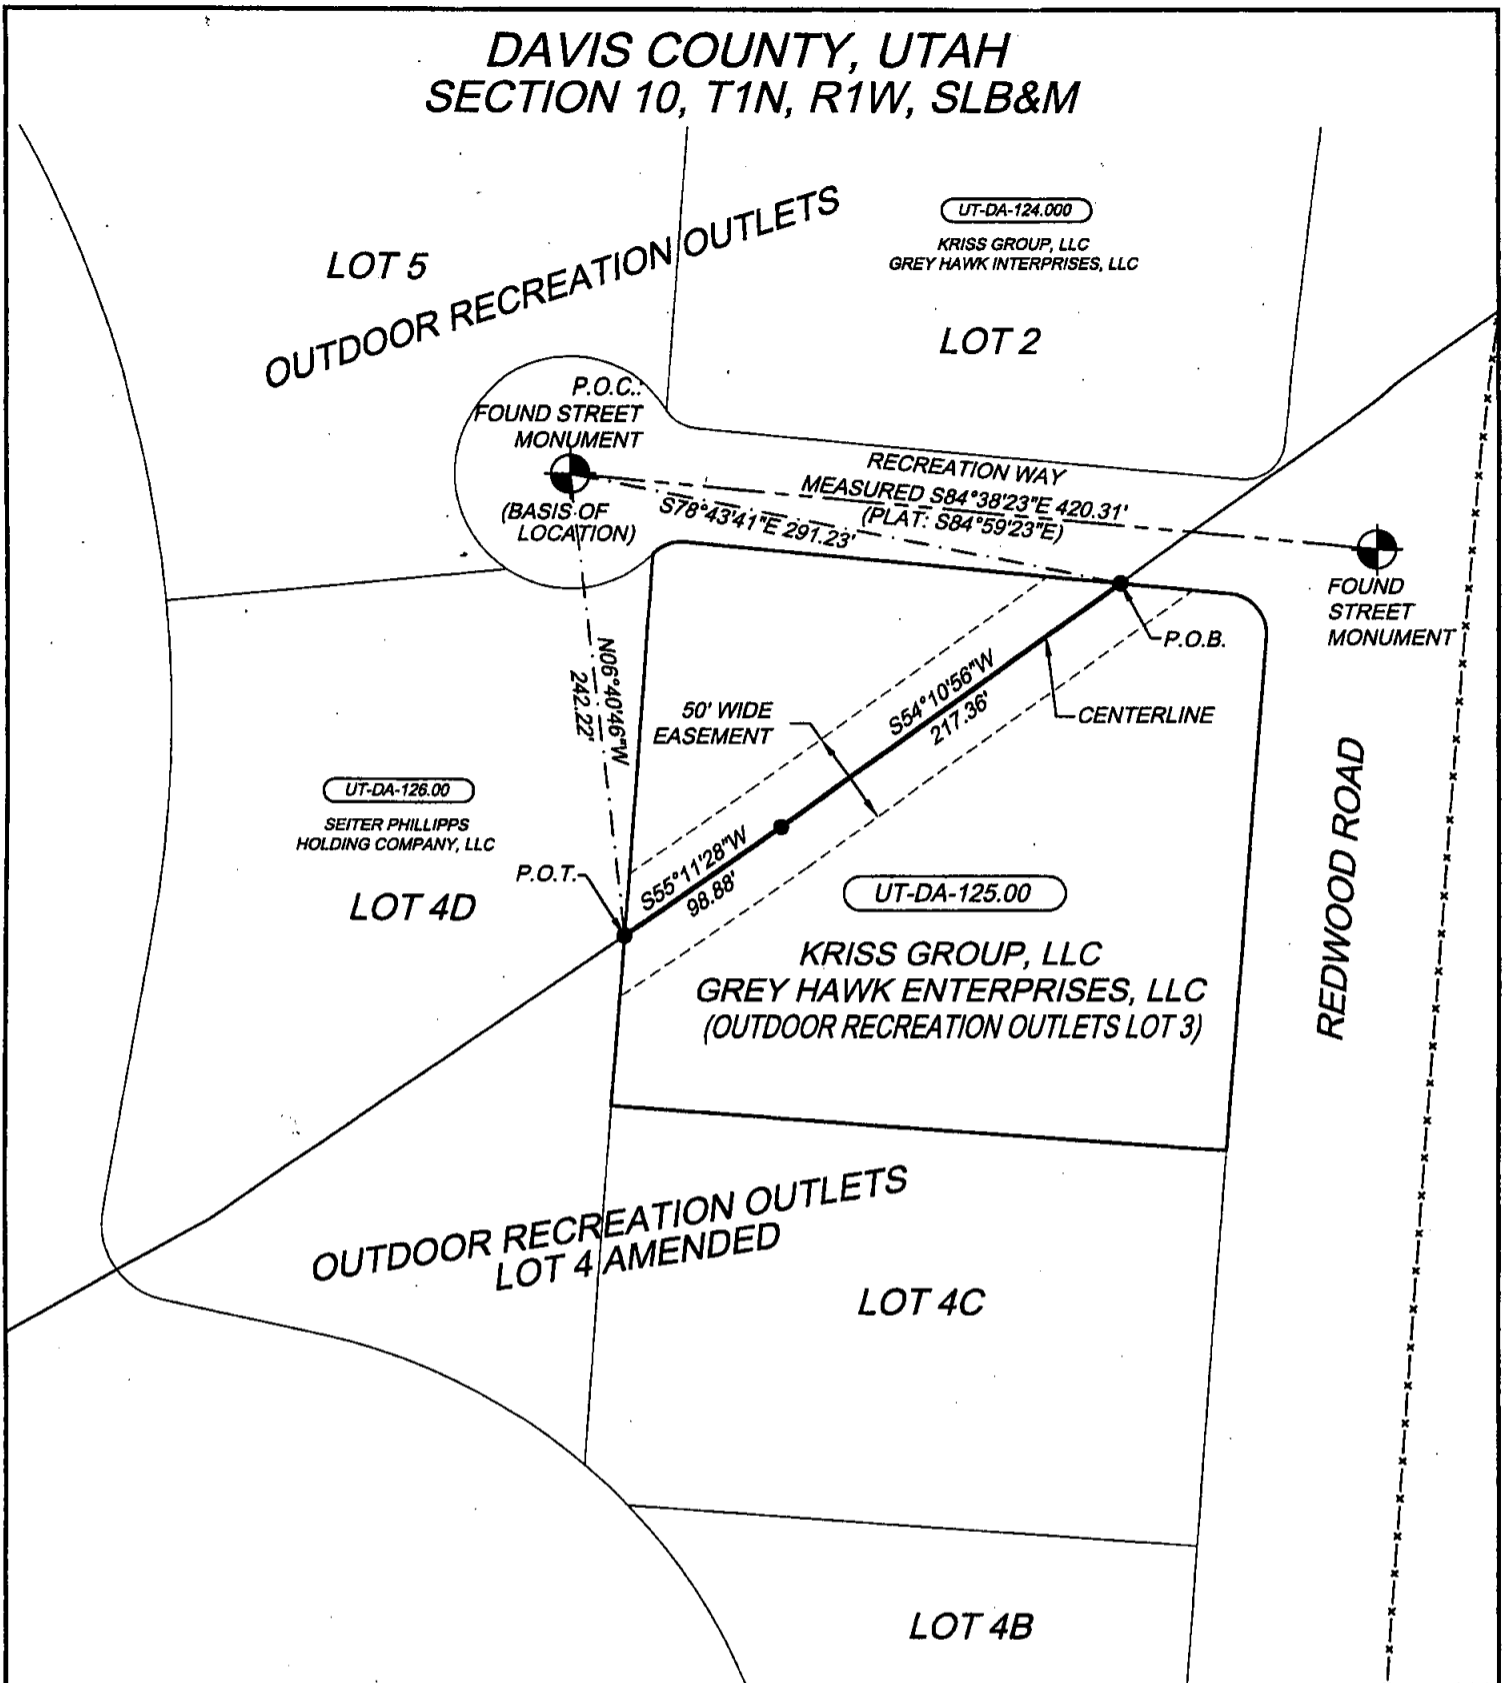 DAVIS COUNTY, UTAH
SECTION 10, T1N, R1W, SLB&M
UT-DA-124.000
KRISS GROUP, LLC
GREY HAWK INTERPRISES, LLC
LOT 5
OUTDOOR RECREATION OUTLETS
LOT 2
P.O.C.:
FOUND STREET
MONUMENT
(BASIS OF
LOCATION)
RECREATION WAY
MEASURED S84°38'23"E 420.31'
(PLAT: S84°59'23"E)
S78°43'41"E 291.23'
FOUND
STREET
MONUMENT
P.O.B.
N06°40'46"W
242.22'
50' WIDE
EASEMENT
S54°10'56"W
217.36'
CENTERLINE
REDWOOD ROAD
UT-DA-126.00
SEITER PHILLIPPS
HOLDING COMPANY, LLC
P.O.T.
LOT 4D
S55°11'28"W
98.88'
UT-DA-125.00
KRISS GROUP, LLC
GREY HAWK ENTERPRISES, LLC
(OUTDOOR RECREATION OUTLETS LOT 3)
OUTDOOR RECREATION OUTLETS
LOT 4 AMENDED
LOT 4C
LOT 4B